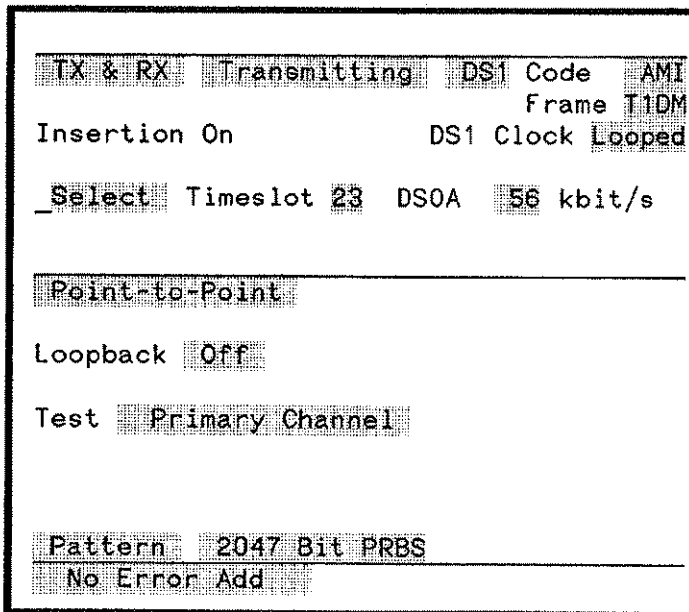 TX & RX Transmitting DS1 Code AMI
Frame T1DM
Insertion On DS1 Clock Looped
_Select Timeslot 23 DS0A 56 kbit/s
Point-to-Point
Loopback Off
Test Primary Channel
Pattern 2047 Bit PRBS
No Error Add